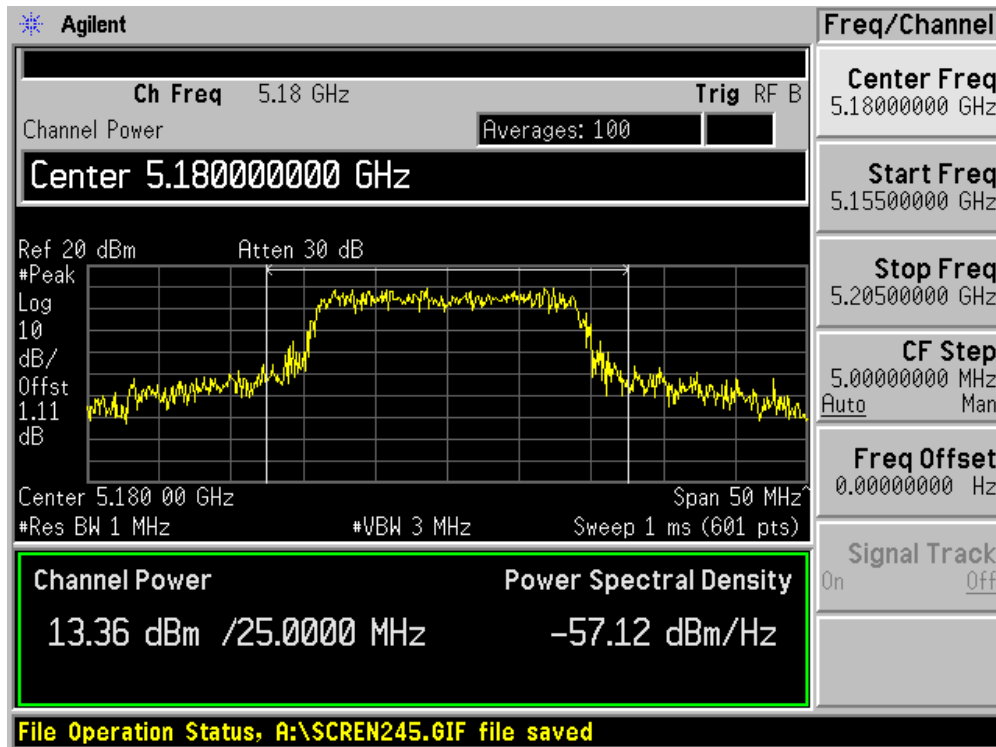 Agilent
Freq/Channel
Ch Freq 5.18 GHz Trig RF B
Channel Power Averages: 100
Center 5.180000000 GHz
Ref 20 dBm Atten 30 dB
#Peak
Log
10
dB/
Offst
1.11
dB
Center 5.180 00 GHz Span 50 MHz^
#Res BW 1 MHz #VBW 3 MHz Sweep 1 ms (601 pts)
Channel Power Power Spectral Density
13.36 dBm /25.0000 MHz -57.12 dBm/Hz
File Operation Status, A:\SCREN245.GIF file saved
Center Freq
5.18000000 GHz
Start Freq
5.15500000 GHz
Stop Freq
5.20500000 GHz
CF Step
5.00000000 MHz
Auto Man
Freq Offset
0.00000000 Hz
Signal Track
On Off